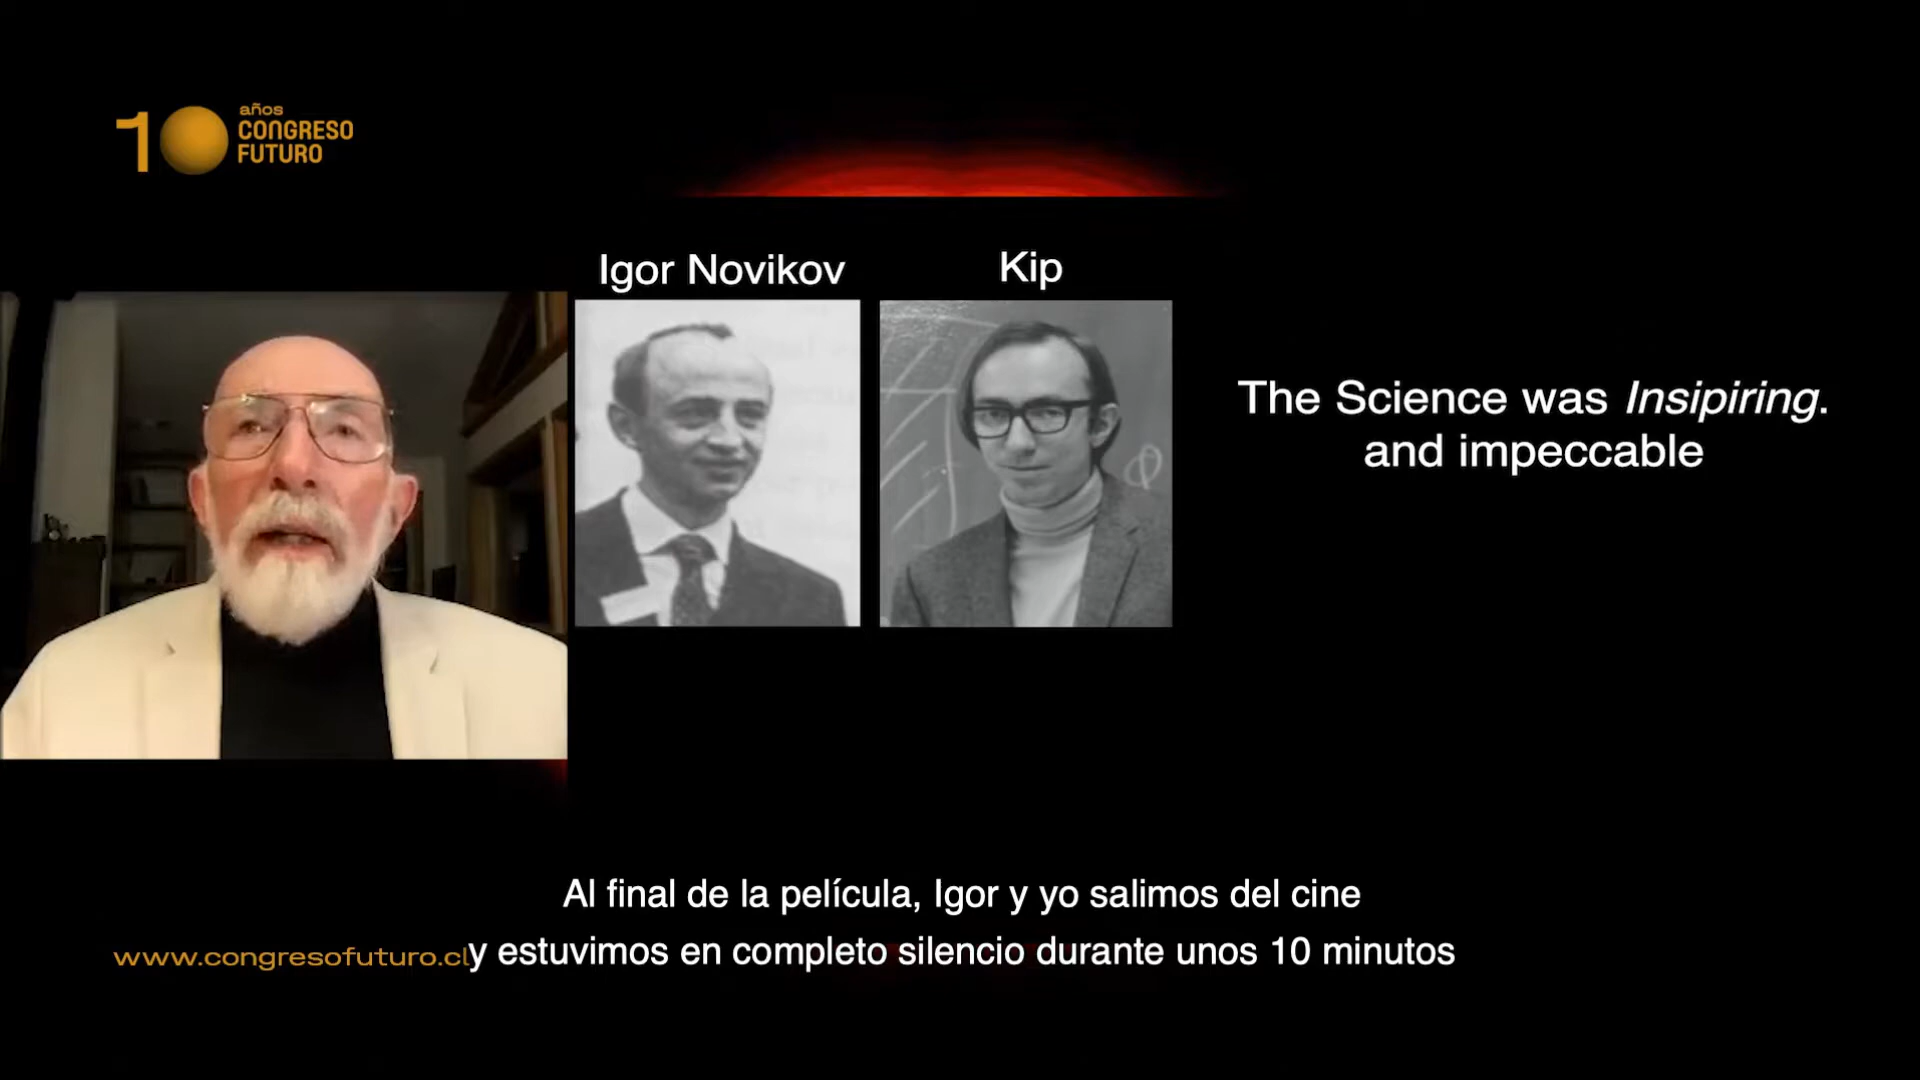 10 años
CONGRESO
FUTURO
Igor Novikov
Kip
The Science was Insipiring.
and impeccable
Al final de la película, Igor y yo salimos del cine
www.congresofuturo.cl
y estuvimos en completo silencio durante unos 10 minutos